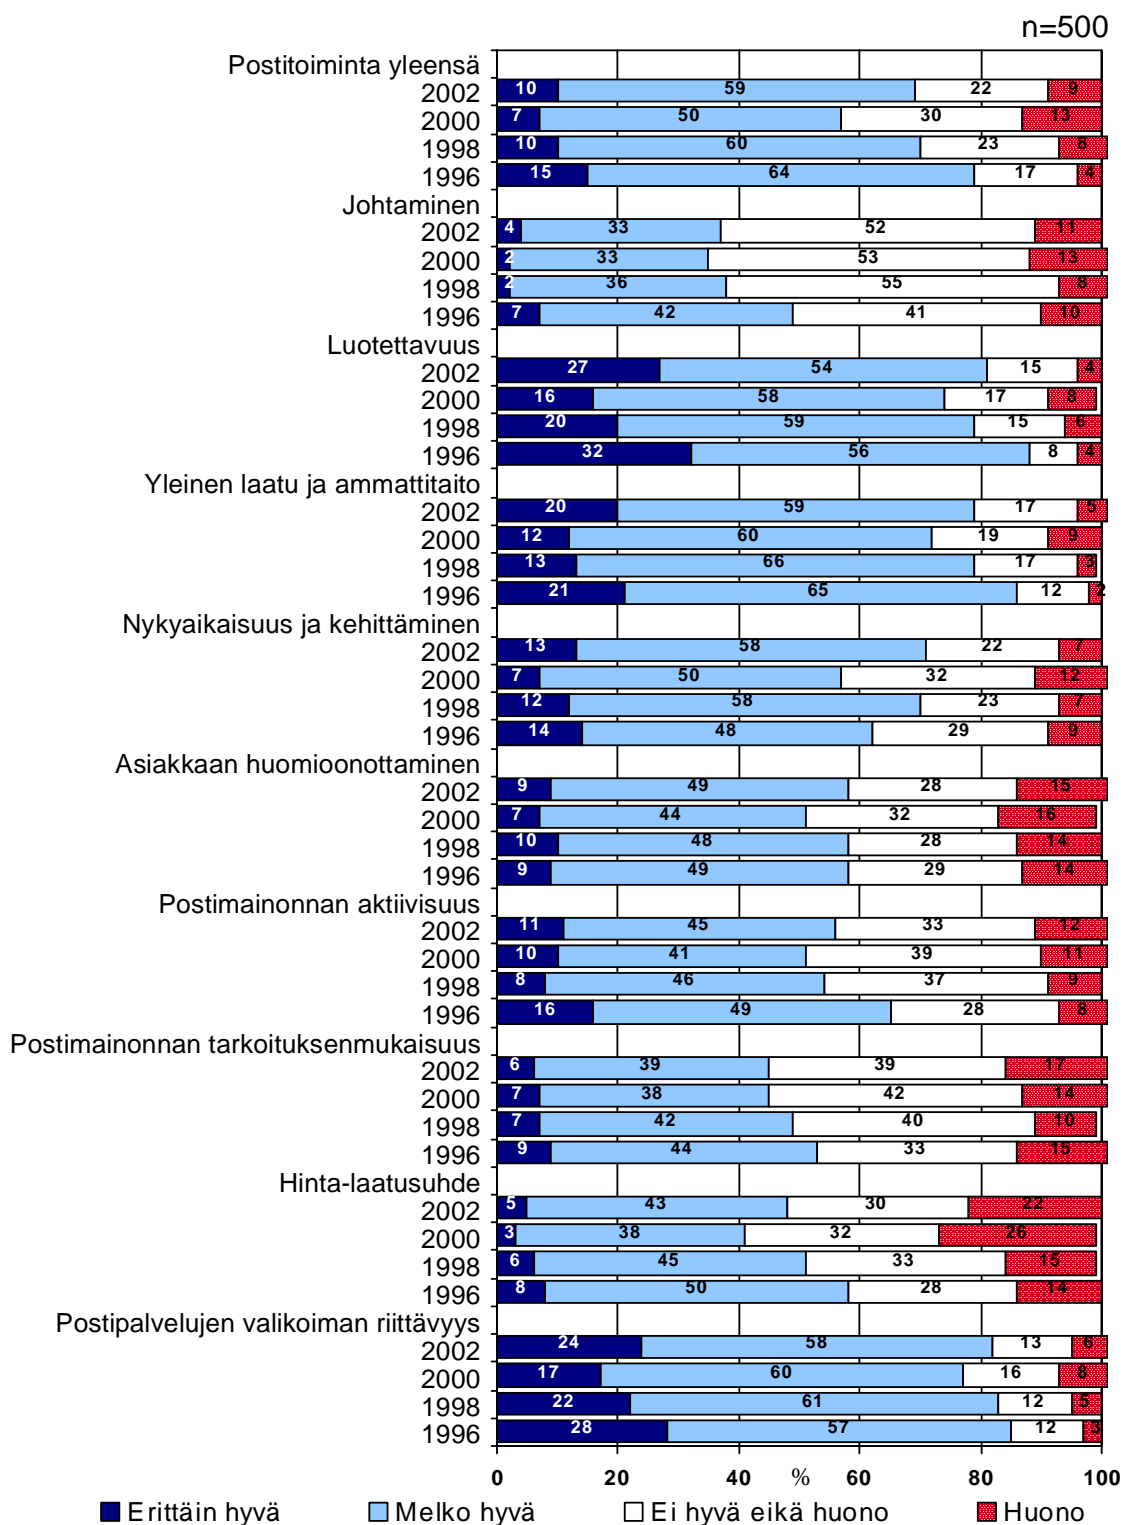 n=500
Postitoiminta yleensä
2002 10 59 22 9
2000 7 50 30 13
1998 10 60 23 8
1996 15 64 17 4
Johtaminen
2002 4 33 52 11
2000 2 33 53 13
1998 2 36 55 8
1996 7 42 41 10
Luotettavuus
2002 27 54 15 4
2000 16 58 17 8
1998 20 59 15 6
1996 32 56 8 4
Yleinen laatu ja ammattitaito
2002 20 59 17 5
2000 12 60 19 9
1998 13 66 17 3
1996 21 65 12 2
Nykyaikaisuus ja kehittäminen
2002 13 58 22 7
2000 7 50 32 12
1998 12 58 23 7
1996 14 48 29 9
Asiakkaan huomioonottaminen
2002 9 49 28 15
2000 7 44 32 16
1998 10 48 28 14
1996 9 49 29 14
Postimainonnan aktiivisuus
2002 11 45 33 12
2000 10 41 39 11
1998 8 46 37 9
1996 16 49 28 8
Postimainonnan tarkoituksenmukaisuus
2002 6 39 39 17
2000 7 38 42 14
1998 7 42 40 10
1996 9 44 33 15
Hinta-laatusuhde
2002 5 43 30 22
2000 3 38 32 26
1998 6 45 33 15
1996 8 50 28 14
Postipalvelujen valikoiman riittävyys
2002 24 58 13 6
2000 17 60 16 8
1998 22 61 12 5
1996 28 57 12 3
0 20 40 % 60 80 100
Erittäin hyvä Melko hyvä Ei hyvä eikä huono Huono